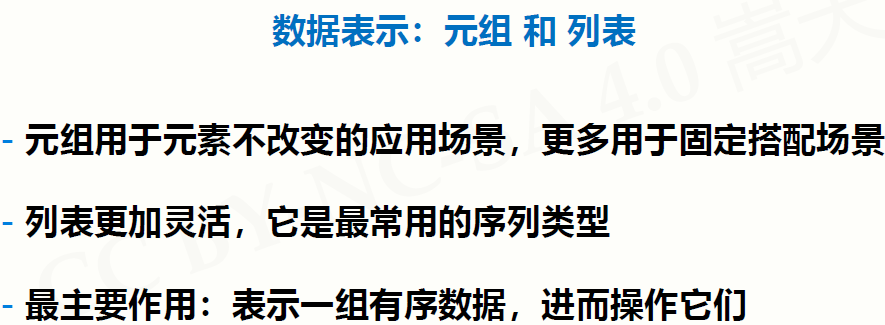 数据表示：元组 和 列表
- 元组用于元素不改变的应用场景，更多用于固定搭配场景
- 列表更加灵活，它是最常用的序列类型
- 最主要作用：表示一组有序数据，进而操作它们
CC BY NC-SA 4.0 嵩天